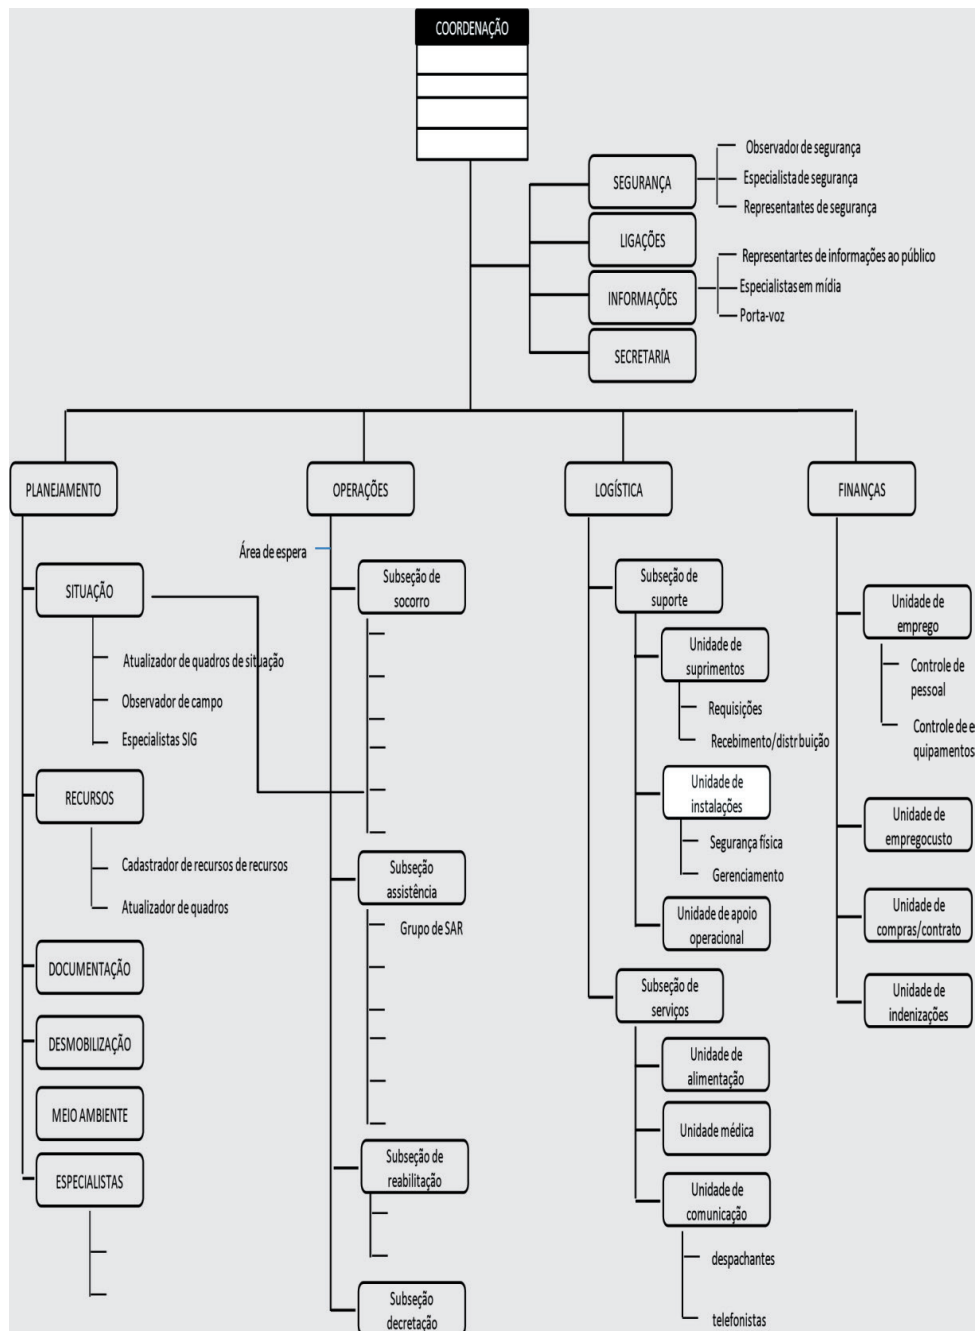 COORDENAÇÃO
SEGURANÇA
Observador de segurança
Especialista de segurança
Representantes de segurança
LIGAÇÕES
INFORMAÇÕES
Representartes de informações ao público
Especialistas em mídia
Porta-voz
SECRETARIA
PLANEJAMENTO
SITUAÇÃO
Atualizador de quadros de situação
Observador de campo
Especialistas SIG
RECURSOS
Cadastrador de recursos de recursos
Atualizador de quadros
DOCUMENTAÇÃO
DESMOBILIZAÇÃO
MEIO AMBIENTE
ESPECIALISTAS
OPERAÇÕES
Área de espera
Subseção de
socorro
Subseção
assistência
Grupo de SAR
Subseção de
reabilitação
Subseção
decretação
LOGÍSTICA
Subseção de
suporte
Unidade de
suprimentos
Requisições
Recebimento/distribuição
Unidade de
instalações
Segurança física
Gerenciamento
Unidade de apoio
operacional
Subseção de
serviços
Unidade de
alimentação
Unidade médica
Unidade de
comunicação
despachantes
telefonistas
FINANÇAS
Unidade de
emprego
Controle de
pessoal
Controle de e
quipamentos
Unidade de
empregocusto
Unidade de
compras/contrato
Unidade de
indenizações